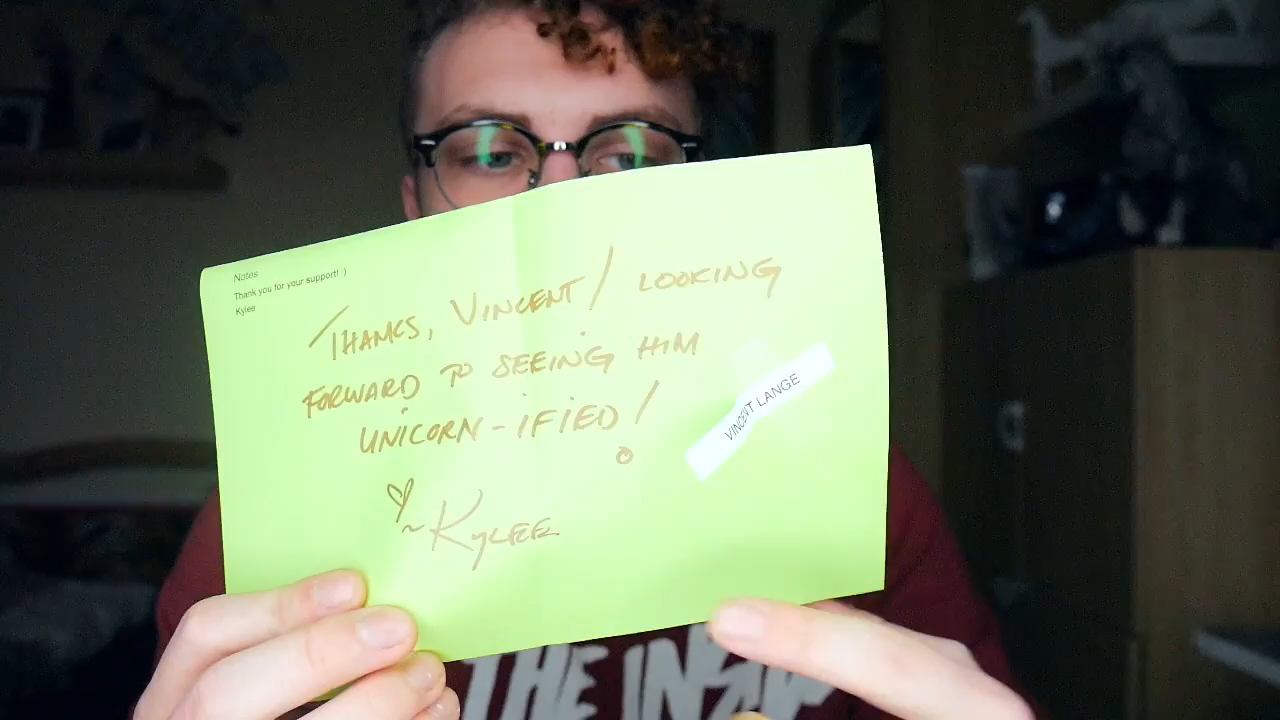 Notes
Thank you for your support! :)
Kylee
THANKS, VINCENT! LOOKING
FORWARD TO SEEING HIM
UNICORN-IFIED!
♡
~KYLEE
VINCENT LANGE
THE